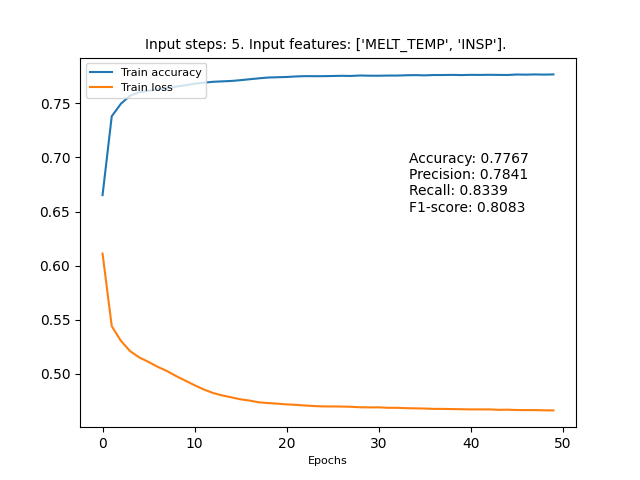 Input steps: 5. Input features: ['MELT_TEMP', 'INSP'].
Train accuracy
Train loss
0.75
0.70
0.65
0.60
0.55
0.50
Accuracy: 0.7767
Precision: 0.7841
Recall: 0.8339
F1-score: 0.8083
0 10 20 30 40 50
Epochs